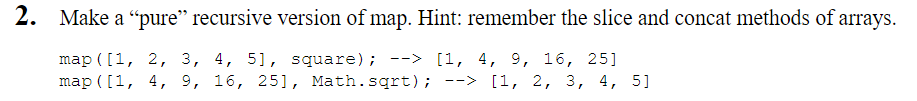 2. Make a “pure” recursive version of map. Hint: remember the slice and concat methods of arrays.
map([1, 2, 3, 4, 5], square); --> [1, 4, 9, 16, 25]
map([1, 4, 9, 16, 25], Math.sqrt); --> [1, 2, 3, 4, 5]